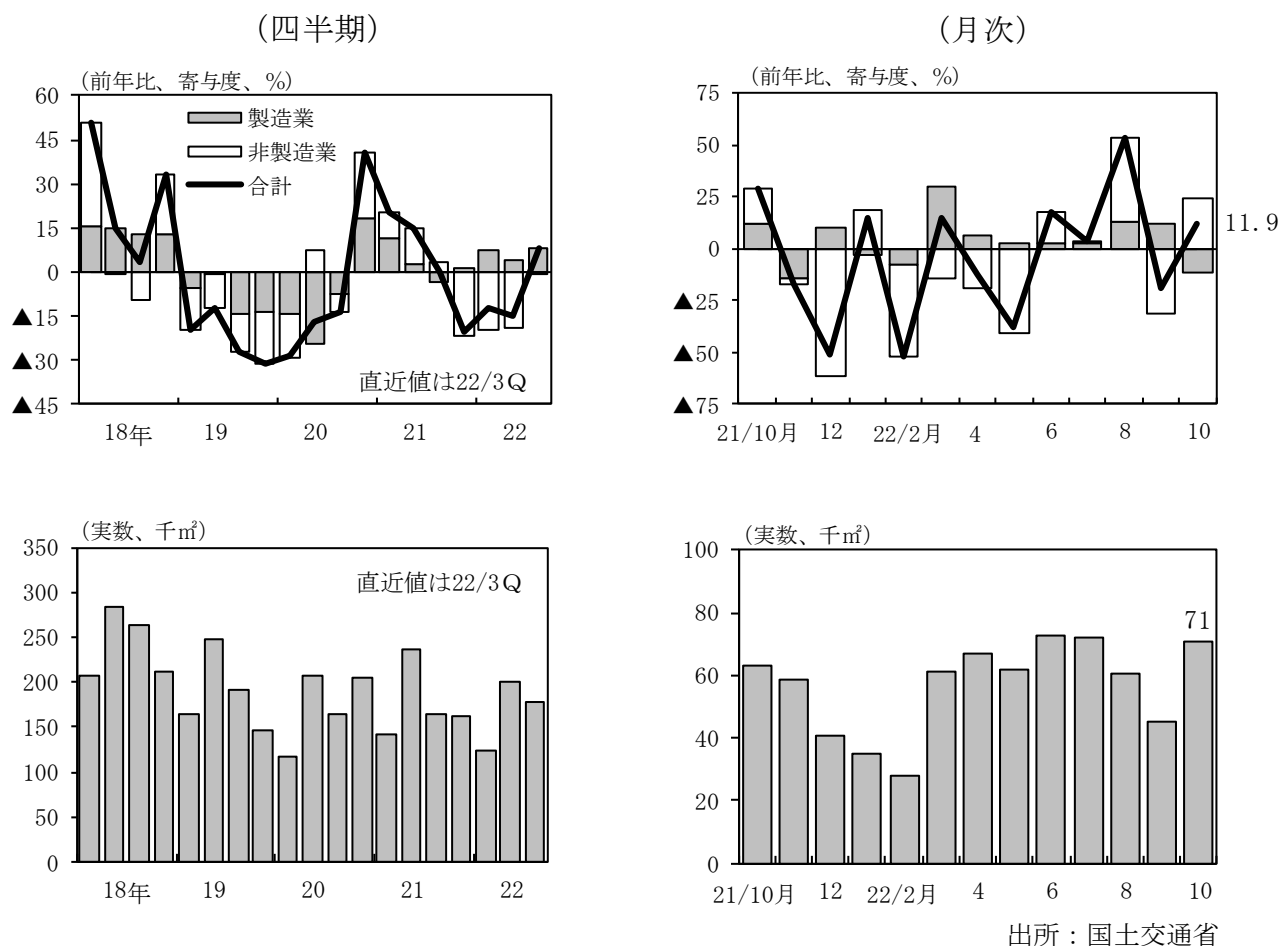 (四半期)
(前年比、寄与度、%)
60
45
30
15
0
▲15
▲30
▲45
製造業
非製造業
合計
直近値は22/3Q
18年 19 20 21 22
(月次)
(前年比、寄与度、%)
75
50
25
0
▲25
▲50
▲75
11.9
21/10月 12 22/2月 4 6 8 10
(実数、千㎡)
350
300
250
200
150
100
50
0
直近値は22/3Q
18年 19 20 21 22
(実数、千㎡)
100
80
60
40
20
0
71
21/10月 12 22/2月 4 6 8 10
出所:国土交通省